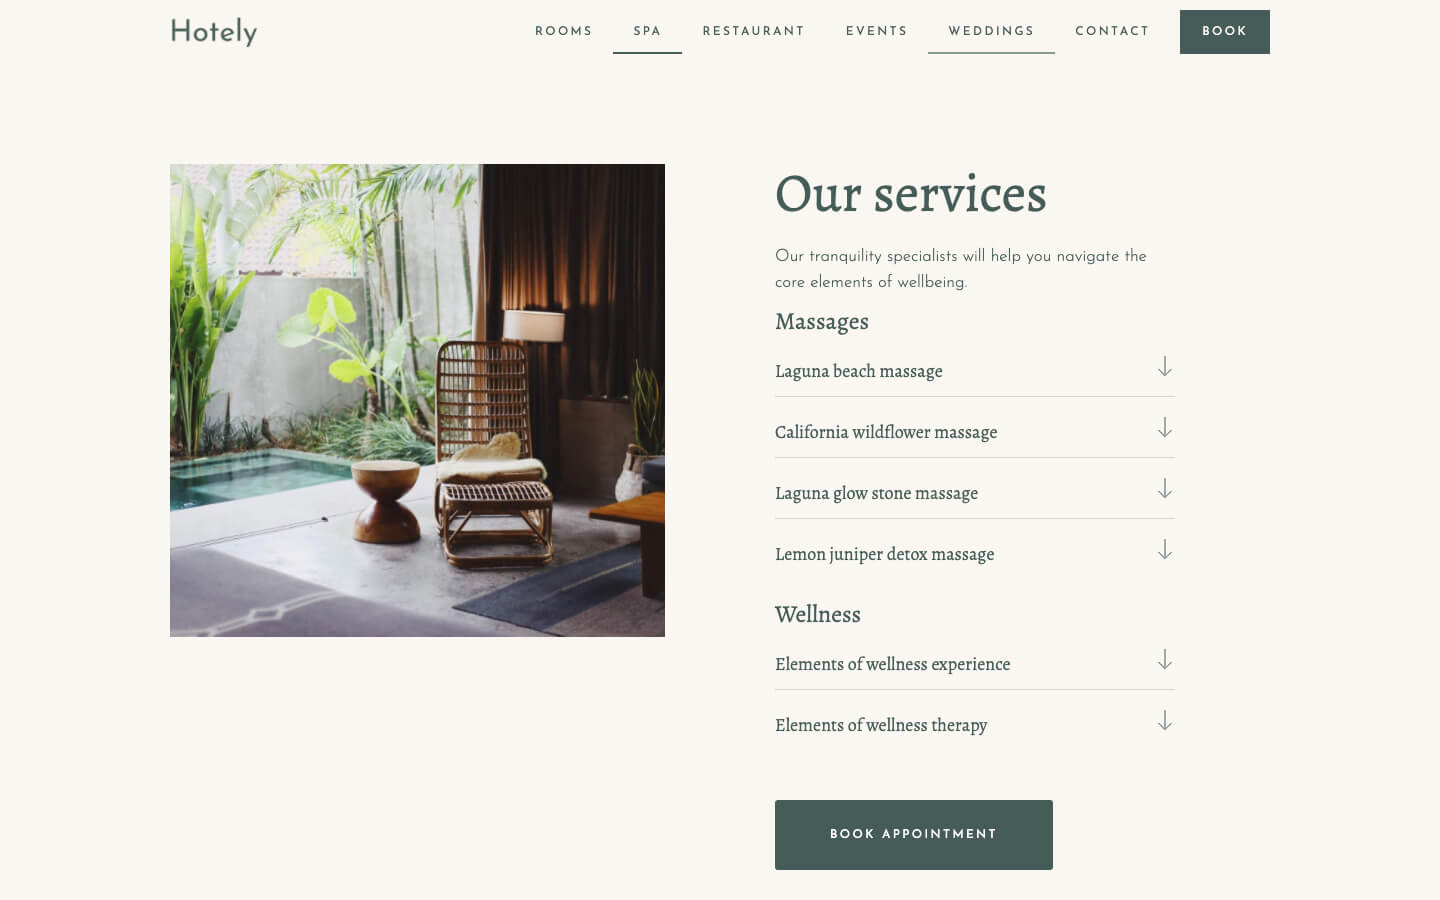 Hotely
ROOMS
SPA
RESTAURANT
EVENTS
WEDDINGS
CONTACT
BOOK
Our services
Our tranquility specialists will help you navigate the
core elements of wellbeing.
Massages
Laguna beach massage
California wildflower massage
Laguna glow stone massage
Lemon juniper detox massage
Wellness
Elements of wellness experience
Elements of wellness therapy
BOOK APPOINTMENT